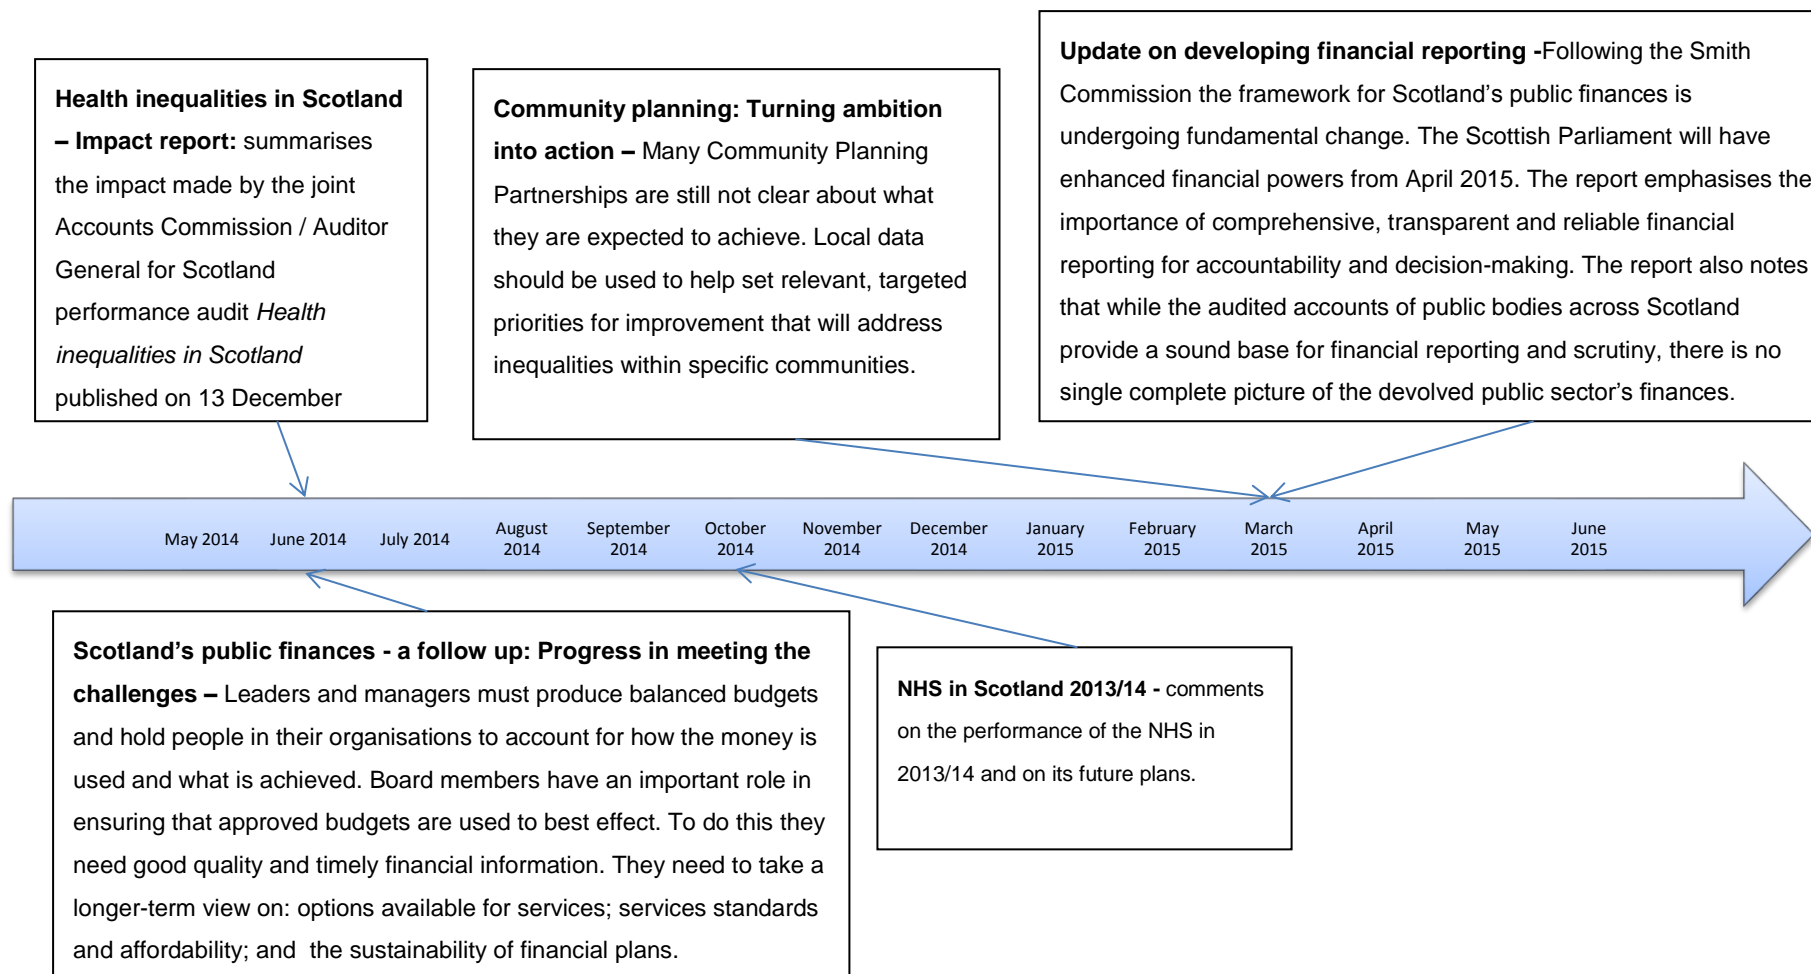 Health inequalities in Scotland
– Impact report: summarises
the impact made by the joint
Accounts Commission / Auditor
General for Scotland
performance audit Health
inequalities in Scotland
published on 13 December
Community planning: Turning ambition
into action – Many Community Planning
Partnerships are still not clear about what
they are expected to achieve. Local data
should be used to help set relevant, targeted
priorities for improvement that will address
inequalities within specific communities.
Update on developing financial reporting -Following the Smith
Commission the framework for Scotland’s public finances is
undergoing fundamental change. The Scottish Parliament will have
enhanced financial powers from April 2015. The report emphasises the
importance of comprehensive, transparent and reliable financial
reporting for accountability and decision-making. The report also notes
that while the audited accounts of public bodies across Scotland
provide a sound base for financial reporting and scrutiny, there is no
single complete picture of the devolved public sector’s finances.
May 2014
June 2014
July 2014
August
2014
September
2014
October
2014
November
2014
December
2014
January
2015
February
2015
March
2015
April
2015
May
2015
June
2015
Scotland’s public finances - a follow up: Progress in meeting the
challenges – Leaders and managers must produce balanced budgets
and hold people in their organisations to account for how the money is
used and what is achieved. Board members have an important role in
ensuring that approved budgets are used to best effect. To do this they
need good quality and timely financial information. They need to take a
longer-term view on: options available for services; services standards
and affordability; and  the sustainability of financial plans.
NHS in Scotland 2013/14 - comments
on the performance of the NHS in
2013/14 and on its future plans.